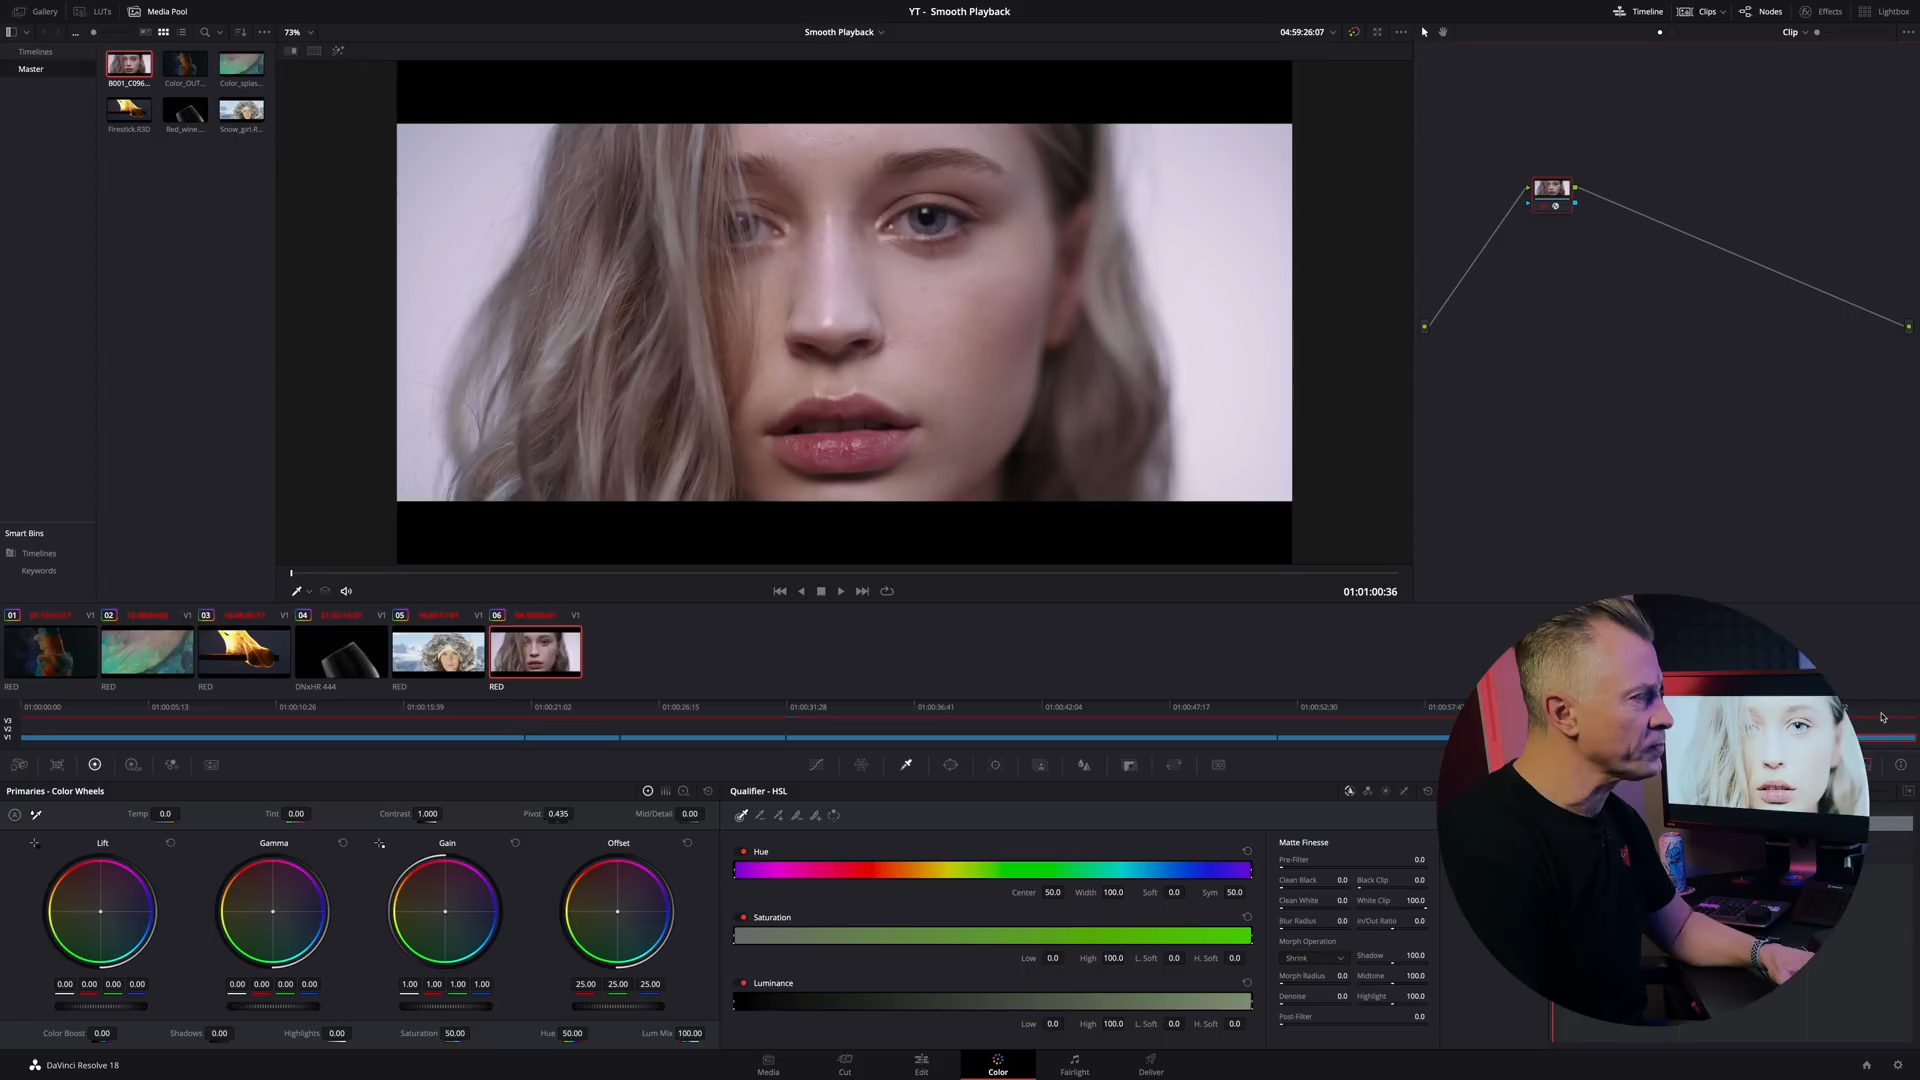 Gallery LUTs Media Pool YT - Smooth Playback Timeline Clips Nodes Effects Lightbox
... 73% Smooth Playback 04:59:26:07 Clip
Timelines
Master
B001_C096... Color_OUT... Color_splas...
Firestick.R3D Red_wine.... Snow_girl.R...
Smart Bins
Timelines
Keywords
01:01:00:36
01 V1 02 V1 03 V1 04 V1 05 V1 06 V1
RED RED RED DNxHR 444 RED RED
01:00:00:00 01:00:05:13 01:00:10:26 01:00:15:39 01:00:21:02 01:00:26:15 01:00:31:28 01:00:36:41 01:00:42:04 01:00:47:17 01:00:52:30
V3
V2
V1
Primaries - Color Wheels Qualifier - HSL
Temp 0.0 Tint 0.00 Contrast 1.000 Pivot 0.435 Mid/Detail 0.00
Lift Gamma Gain Offset
0.00 0.00 0.00 0.00 0.00 0.00 0.00 0.00 1.00 1.00 1.00 1.00 25.00 25.00 25.00
Color Boost 0.00 Shadows 0.00 Highlights 0.00 Saturation 50.00 Hue 50.00 Lum Mix 100.00
Hue
Center 50.0 Width 100.0 Soft 0.0 Sym 50.0
Saturation
Low 0.0 High 100.0 L. Soft 0.0 H. Soft 0.0
Luminance
Low 0.0 High 100.0 L. Soft 0.0 H. Soft 0.0
Matte Finesse
Pre-Filter 0.0
Clean Black 0.0 Black Clip 0.0
Clean White 0.0 White Clip 100.0
Blur Radius 0.0 In/Out Ratio 0.0
Morph Operation
Shrink Shadow 100.0
Morph Radius 0.0 Midtone 100.0
Denoise 0.0 Highlight 100.0
Post-Filter 0.0
DaVinci Resolve 18 Media Cut Edit Color Fairlight Deliver